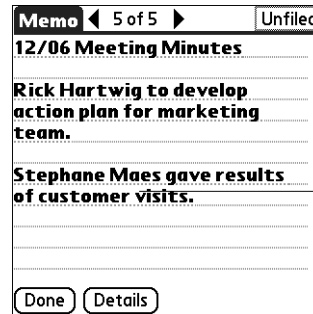 Memo 5 of 5 Unfiled
12/06 Meeting Minutes
Rick Hartwig to develop
action plan for marketing
team.
Stephane Maes gave results
of customer visits.
Done Details